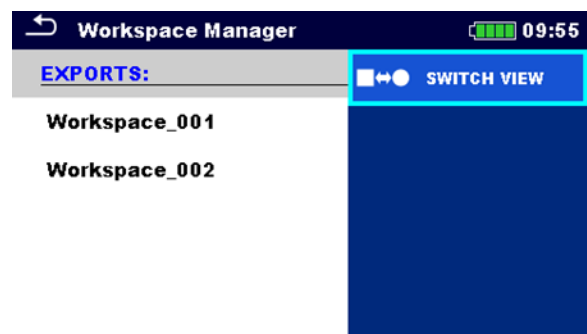 Workspace Manager 09:55
EXPORTS:
SWITCH VIEW
Workspace_001
Workspace_002